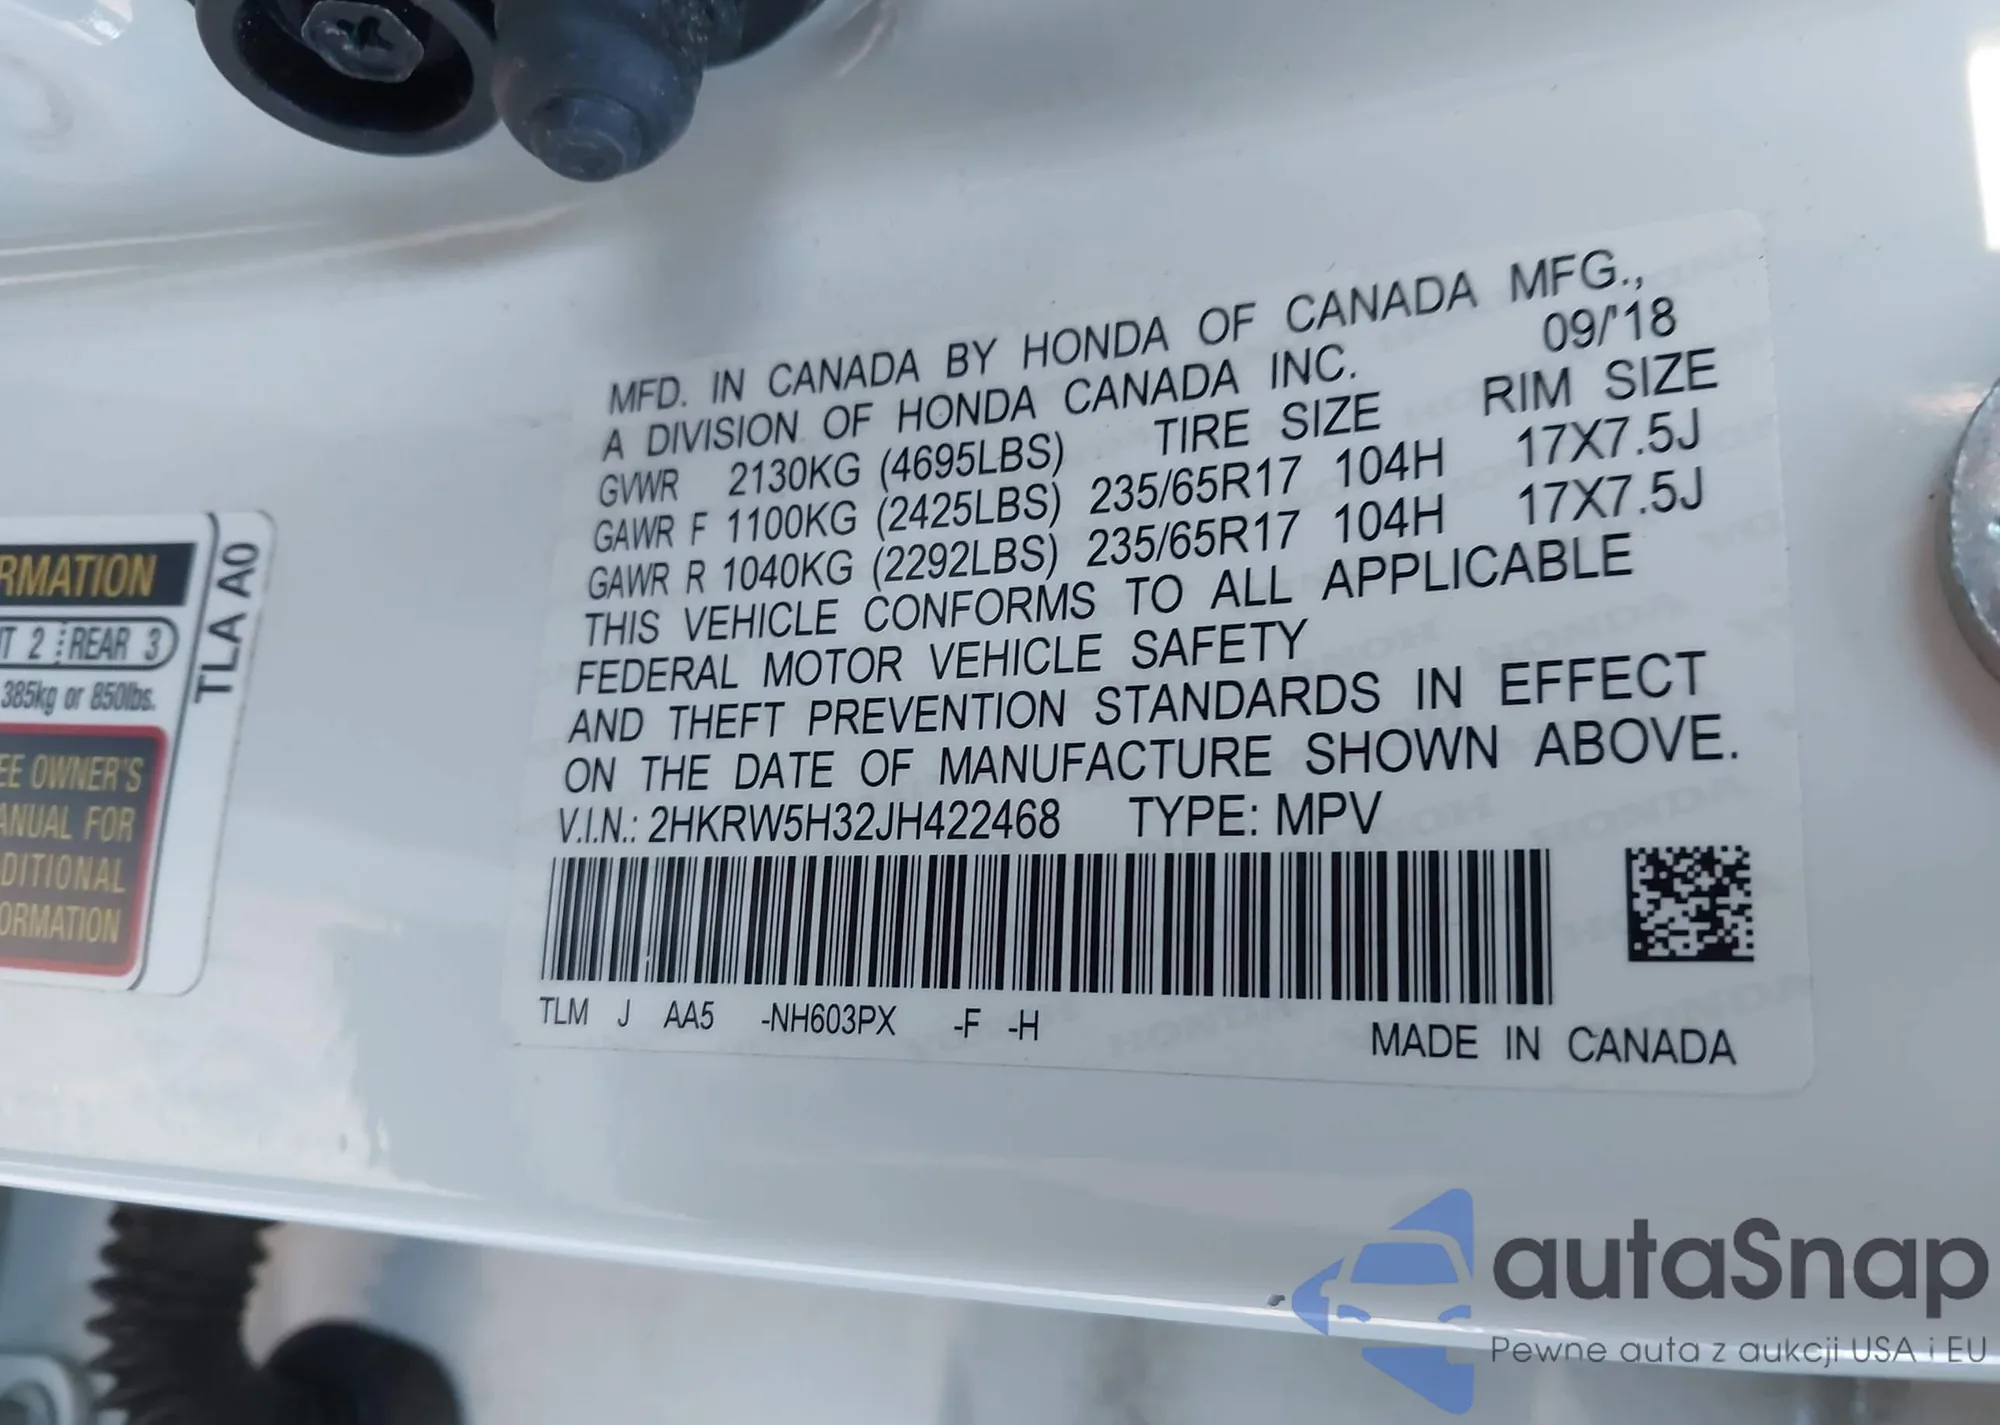 MFD. IN CANADA BY HONDA OF CANADA MFG.,
A DIVISION OF HONDA CANADA INC. 09/'18
GVWR 2130KG (4695LBS) TIRE SIZE RIM SIZE
GAWR F 1100KG (2425LBS) 235/65R17 104H 17X7.5J
GAWR R 1040KG (2292LBS) 235/65R17 104H 17X7.5J
THIS VEHICLE CONFORMS TO ALL APPLICABLE
FEDERAL MOTOR VEHICLE SAFETY
AND THEFT PREVENTION STANDARDS IN EFFECT
ON THE DATE OF MANUFACTURE SHOWN ABOVE.
V.I.N.: 2HKRW5H32JH422468 TYPE: MPV
TLM J AA5 -NH603PX -F -H
MADE IN CANADA
RMATION
T 2 REAR 3
385kg or 850lbs.
EE OWNER'S
ANUAL FOR
DITIONAL
ORMATION
TLA A0
autaSnap
Pewne auta z aukcji USA i EU